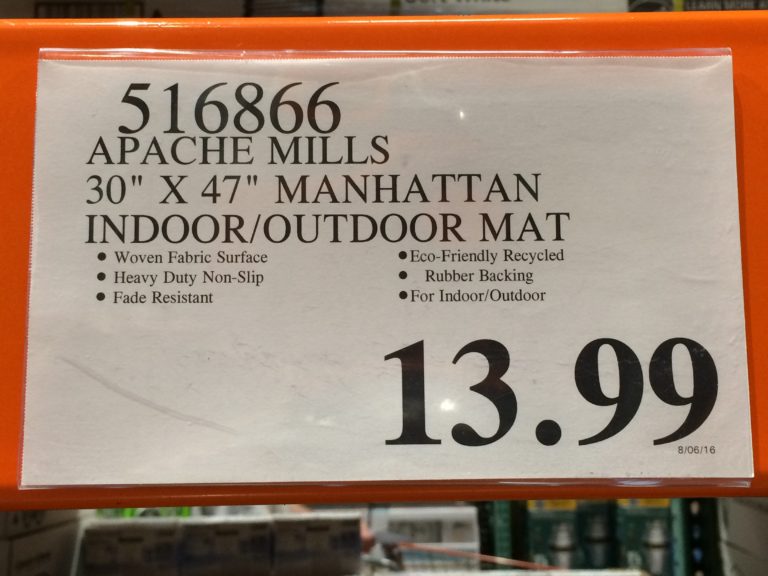 516866
APACHE MILLS
30" X 47" MANHATTAN
INDOOR/OUTDOOR MAT
• Woven Fabric Surface
• Heavy Duty Non-Slip
• Fade Resistant
• Eco-Friendly Recycled
• Rubber Backing
• For Indoor/Outdoor
13.99
8/06/16